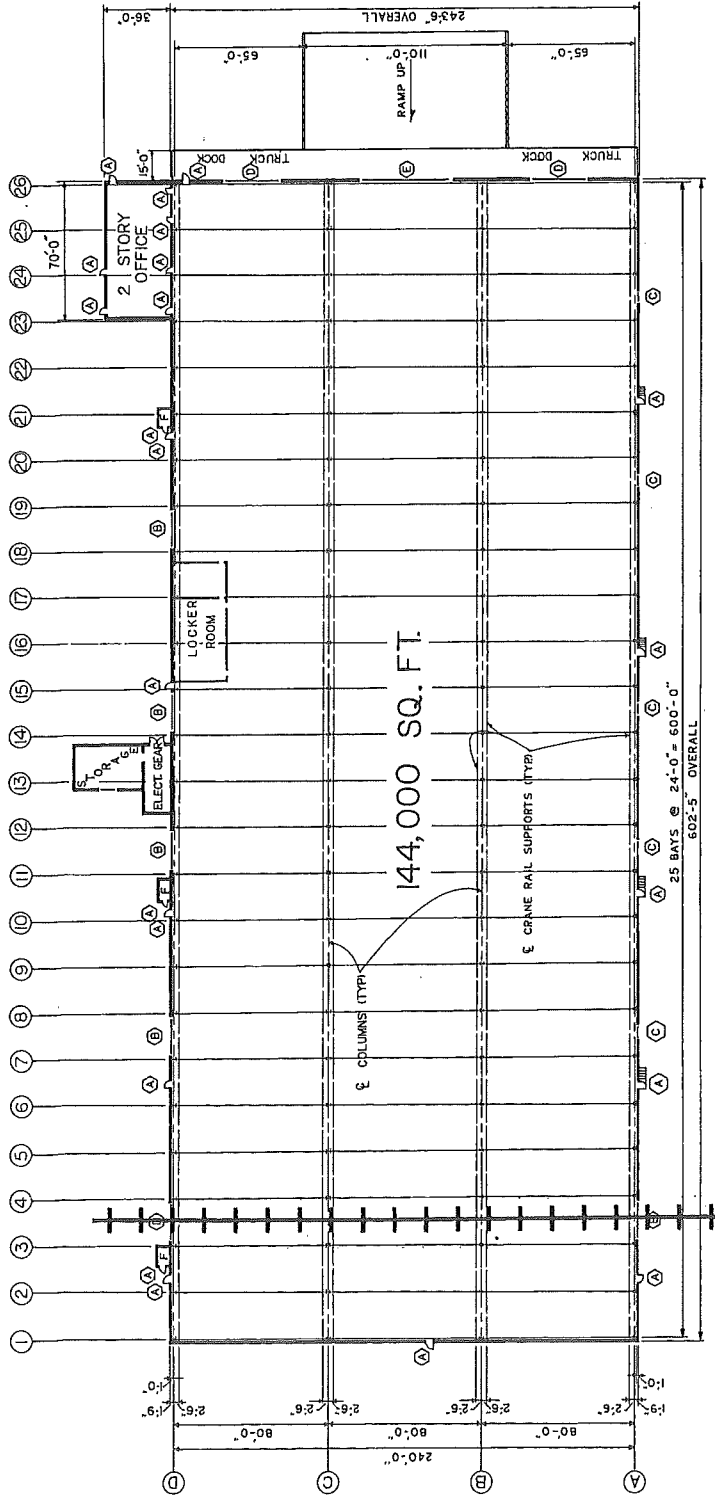 26
25
24
23
22
21
20
19
18
17
16
15
14
13
12
11
10
9
8
7
6
5
4
3
2
1
36'-0"
243'-6" OVERALL
65'-0"
110'-0"
65'-0"
RAMP UP
15'-0"
TRUCK DOCK
TRUCK DOCK
A
D
E
D
70'-0"
2 STORY
OFFICE
A
A
A
A
A
A
A
F
A
A
B
LOCKER
ROOM
A
B
STORAGE
ELECT. GEAR
B
F
A
A
B
A
F
A
A
A
144,000 SQ. FT.
℄ COLUMNS (TYP)
℄ CRANE RAIL SUPPORTS (TYP.)
C
A
C
A
C
C
A
C
A
A
25 BAYS @ 24'-0" = 600'-0"
602'-5" OVERALL
1'-0"
1'-9"
2'-6"
2'-6"
2'-6"
2'-6"
2'-6"
2'-6"
1'-9"
1'-0"
80'-0"
80'-0"
80'-0"
240'-0"
D
C
B
A